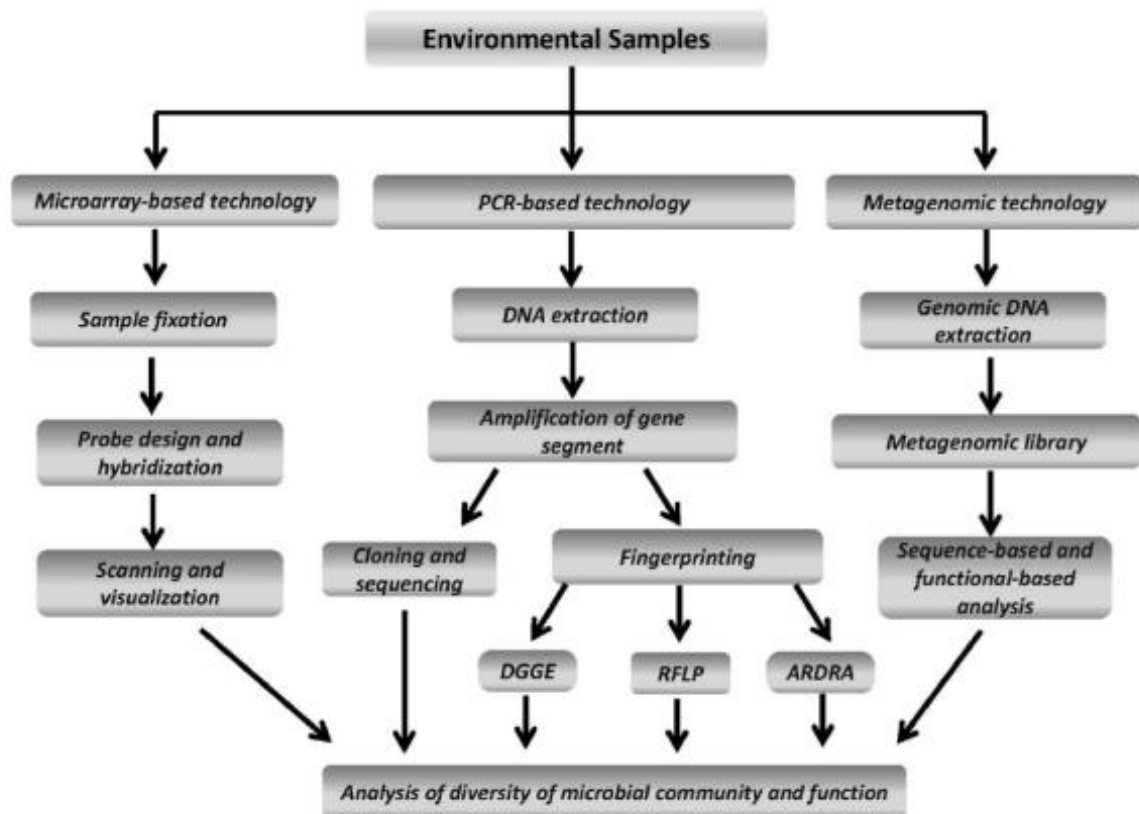 Environmental Samples
Microarray-based technology
PCR-based technology
Metagenomic technology
Sample fixation
DNA extraction
Genomic DNA
extraction
Probe design and
hybridization
Amplification of gene
segment
Metagenomic library
Scanning and
visualization
Cloning and
sequencing
Fingerprinting
Sequence-based and
functional-based
analysis
DGGE
RFLP
ARDRA
Analysis of diversity of microbial community and function